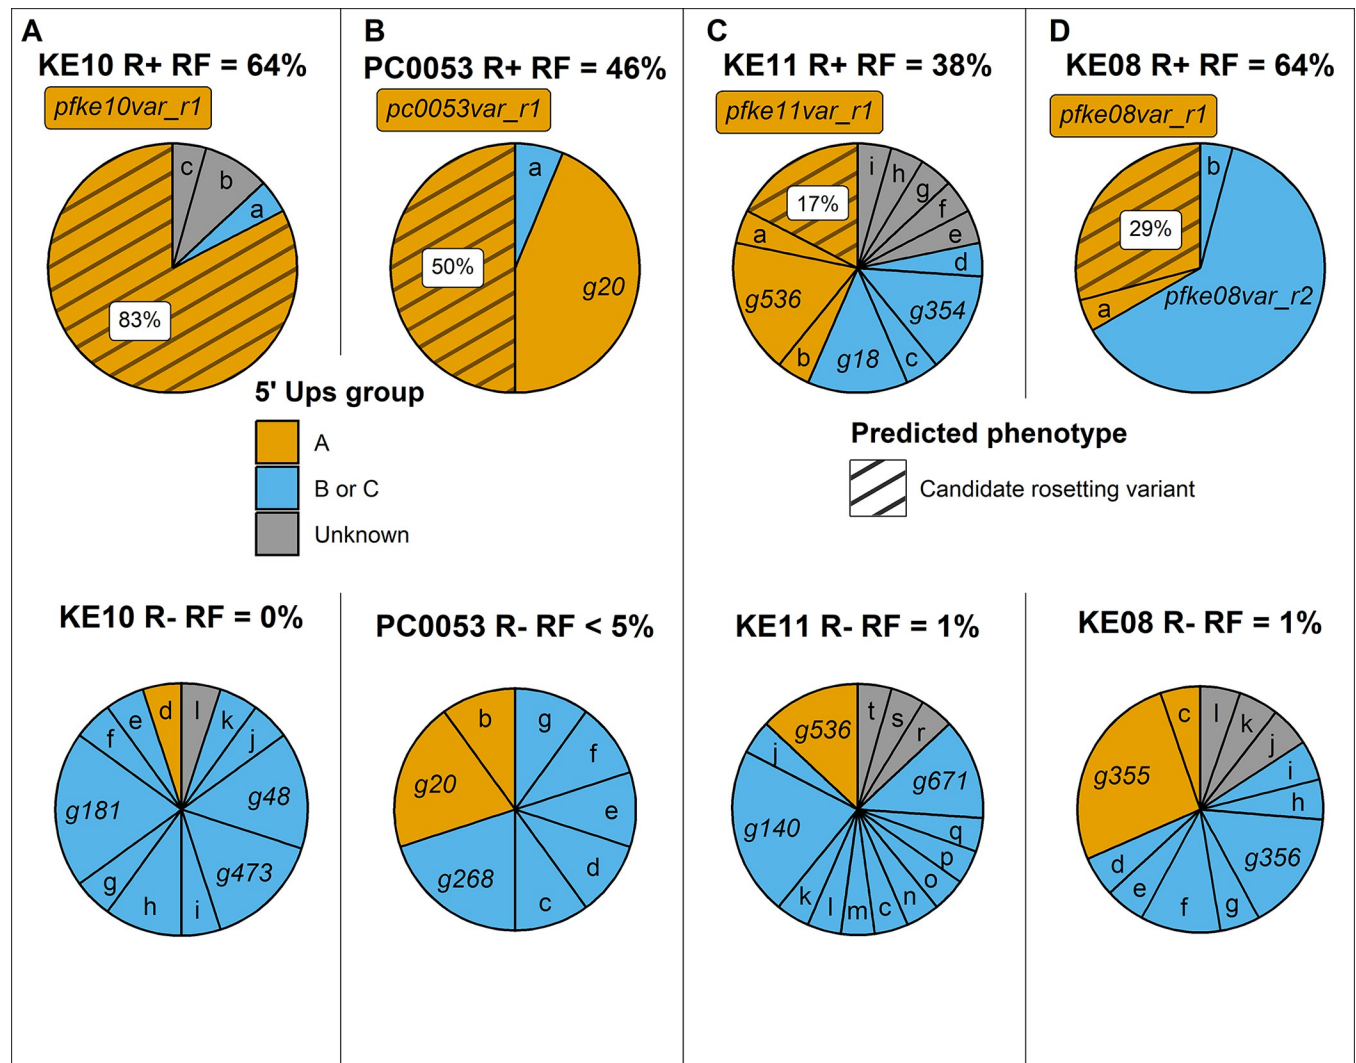 A
KE10 R+ RF = 64%
pfke10var_r1
c
b
a
83%
B
PC0053 R+ RF = 46%
pc0053var_r1
a
50%
g20
C
KE11 R+ RF = 38%
pfke11var_r1
i
h
g
f
e
d
g354
c
g18
b
g536
a
17%
D
KE08 R+ RF = 64%
pfke08var_r1
b
29%
pfke08var_r2
a
5' Ups group
A
B or C
Unknown
Predicted phenotype
Candidate rosetting variant
KE10 R- RF = 0%
l
k
j
g48
g473
i
h
g
g181
f
e
d
PC0053 R- RF < 5%
g
f
e
d
c
g268
g20
b
KE11 R- RF = 1%
t
s
r
g671
q
p
o
n
c
m
l
k
g140
j
g536
KE08 R- RF = 1%
l
k
j
i
h
g356
g
f
e
d
g355
c